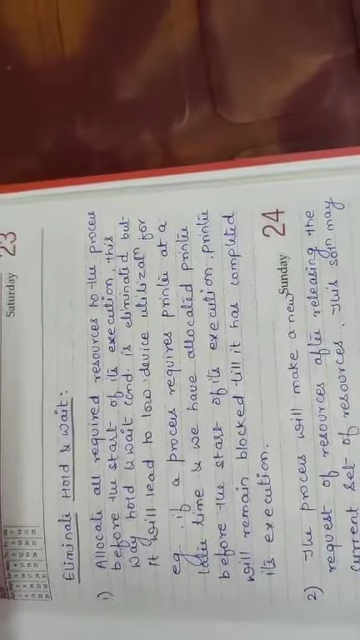 Saturday 23
Eliminate Hold & wait:
1) Allocate all required resources to the process
before the start of its execution, this
way hold & wait cond. is eliminated but
it will lead to low device utilizatn for
eg. if a process requires printer at a
later time & we have allocated printer
before the start of its execution, printer
will remain blocked till it has completed
its execution.
Sunday 24
2) The process will make a new
request of resources after releasing the
current set of resources. This soln may